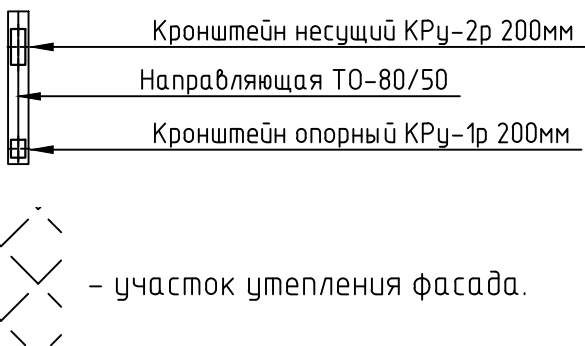 Кронштейн несущий КРу-2р 200мм
Направляющая ТО-80/50
Кронштейн опорный КРу-1р 200мм
- участок утепления фасада.